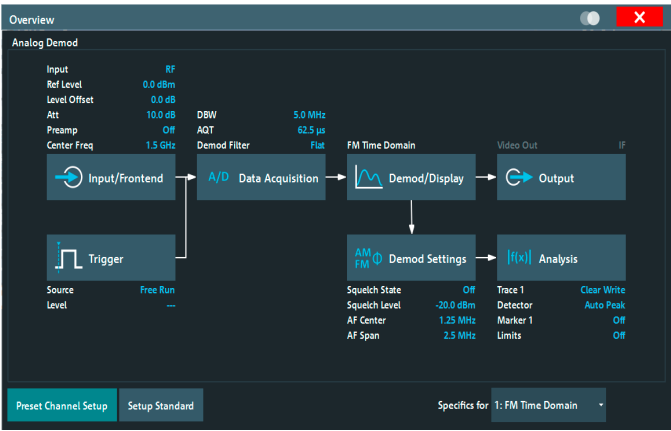 Overview
Analog Demod
Input RF
Ref Level 0.0 dBm
Level Offset 0.0 dB
Att 10.0 dB
Preamp Off
Center Freq 1.5 GHz
DBW 5.0 MHz
AQT 62.5 µs
Demod Filter Flat
FM Time Domain
Video Out IF
Input/Frontend
A/D Data Acquisition
Demod/Display
Output
Trigger
AM FM Φ Demod Settings
|f(x)| Analysis
Source Free Run
Level ---
Squelch State Off
Squelch Level -20.0 dBm
AF Center 1.25 MHz
AF Span 2.5 MHz
Trace 1 Clear Write
Detector Auto Peak
Marker 1 Off
Limits Off
Preset Channel Setup
Setup Standard
Specifics for 1: FM Time Domain